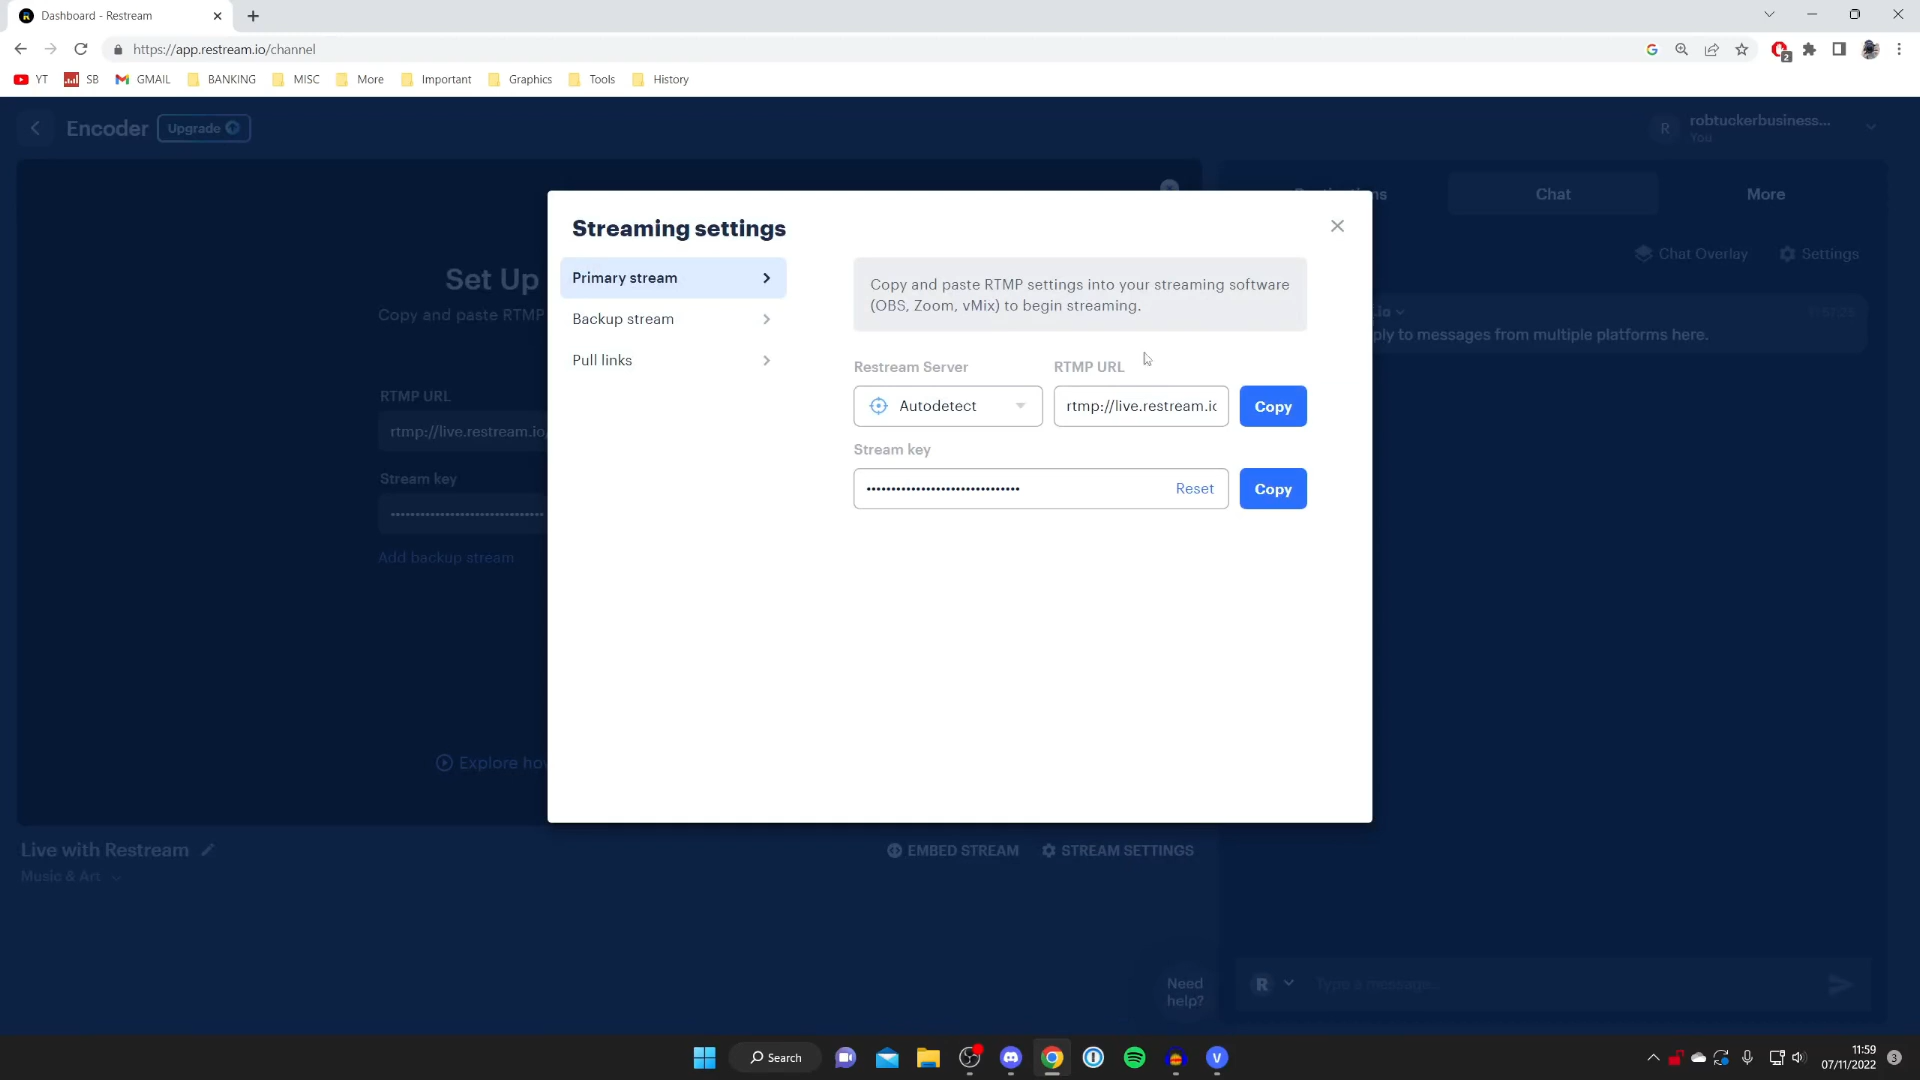 Dashboard - Restream
https://app.restream.io/channel
2
YT
SB
GMAIL
BANKING
MISC
More
Important
Graphics
Tools
History
Encoder
Upgrade
R
robtuckerbusiness...
You
Chat
More
Chat Overlay
Settings
Set Up
Copy and paste RTMP
RTMP URL
rtmp://live.restream.io/
Stream key
••••••••••••••••••••••••••••••••
Add backup stream
Explore how
Streaming settings
Primary stream
Backup stream
Pull links
Copy and paste RTMP settings into your streaming software
(OBS, Zoom, vMix) to begin streaming.
Restream Server
RTMP URL
Autodetect
rtmp://live.restream.io
Copy
Stream key
••••••••••••••••••••••••••••••••
Reset
Copy
ply to messages from multiple platforms here.
Live with Restream
Music & Art
EMBED STREAM
STREAM SETTINGS
Need
help?
R
Type a message...
Search
V
11:59
07/11/2022
3